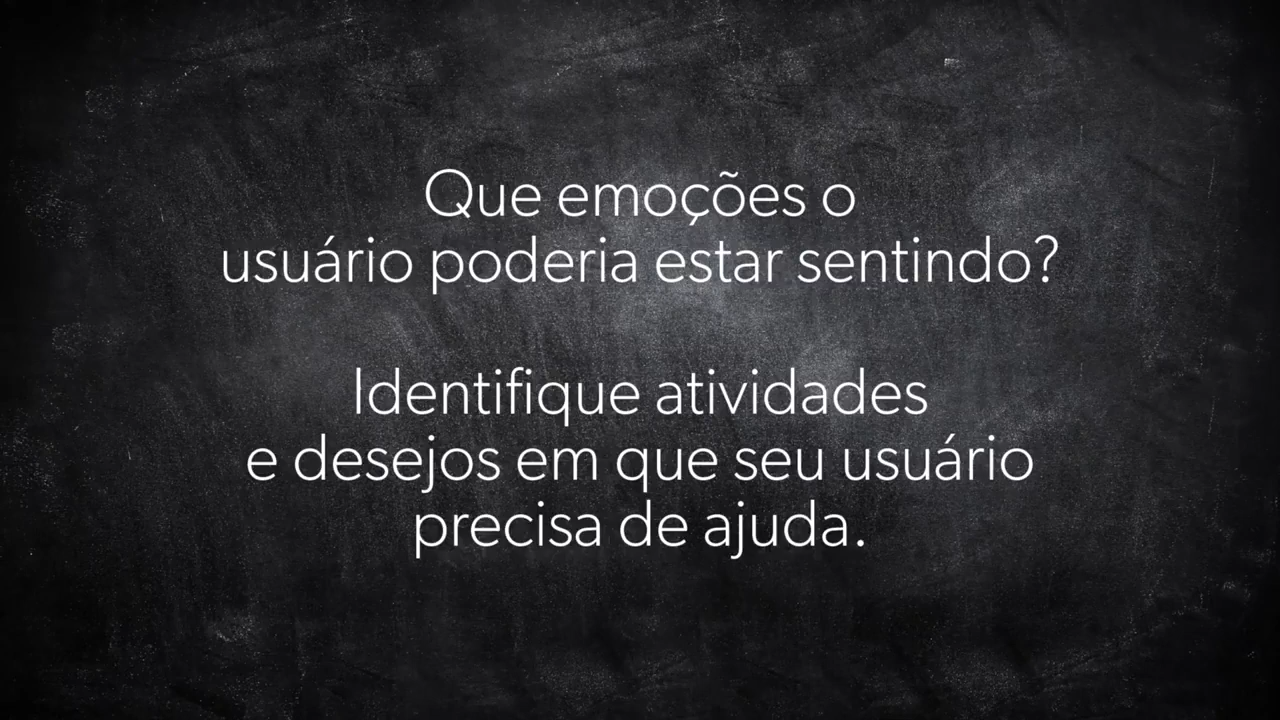 Que emoções o
usuário poderia estar sentindo?
Identifique atividades
e desejos em que seu usuário
precisa de ajuda.